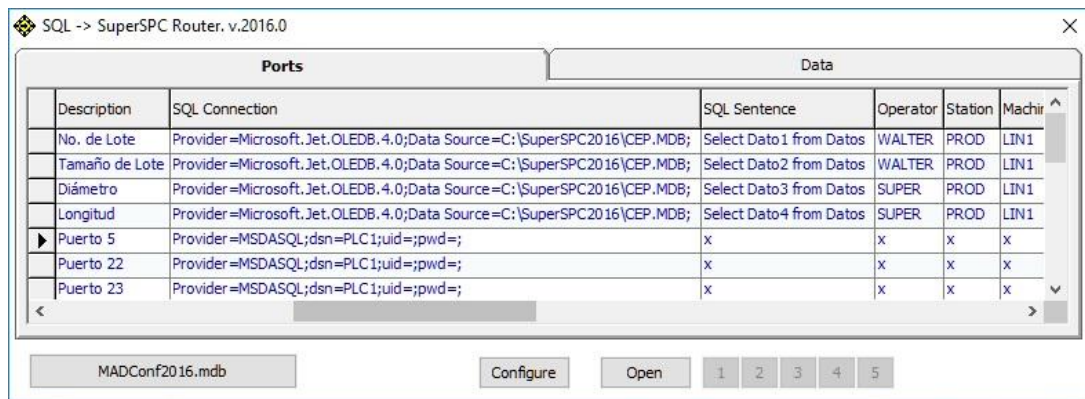 SQL -> SuperSPC Router. v.2016.0
Ports Data
Description SQL Connection SQL Sentence Operator Station Machin
No. de Lote Provider=Microsoft.Jet.OLEDB.4.0;Data Source=C:\SuperSPC2016\CEP.MDB; Select Dato1 from Datos WALTER PROD LIN1
Tamaño de Lote Provider=Microsoft.Jet.OLEDB.4.0;Data Source=C:\SuperSPC2016\CEP.MDB; Select Dato2 from Datos WALTER PROD LIN1
Diámetro Provider=Microsoft.Jet.OLEDB.4.0;Data Source=C:\SuperSPC2016\CEP.MDB; Select Dato3 from Datos SUPER PROD LIN1
Longitud Provider=Microsoft.Jet.OLEDB.4.0;Data Source=C:\SuperSPC2016\CEP.MDB; Select Dato4 from Datos SUPER PROD LIN1
Puerto 5 Provider=MSDASQL;dsn=PLC1;uid=;pwd=; x x x x
Puerto 22 Provider=MSDASQL;dsn=PLC1;uid=;pwd=; x x x x
Puerto 23 Provider=MSDASQL;dsn=PLC1;uid=;pwd=; x x x x
MADConf2016.mdb Configure Open 1 2 3 4 5